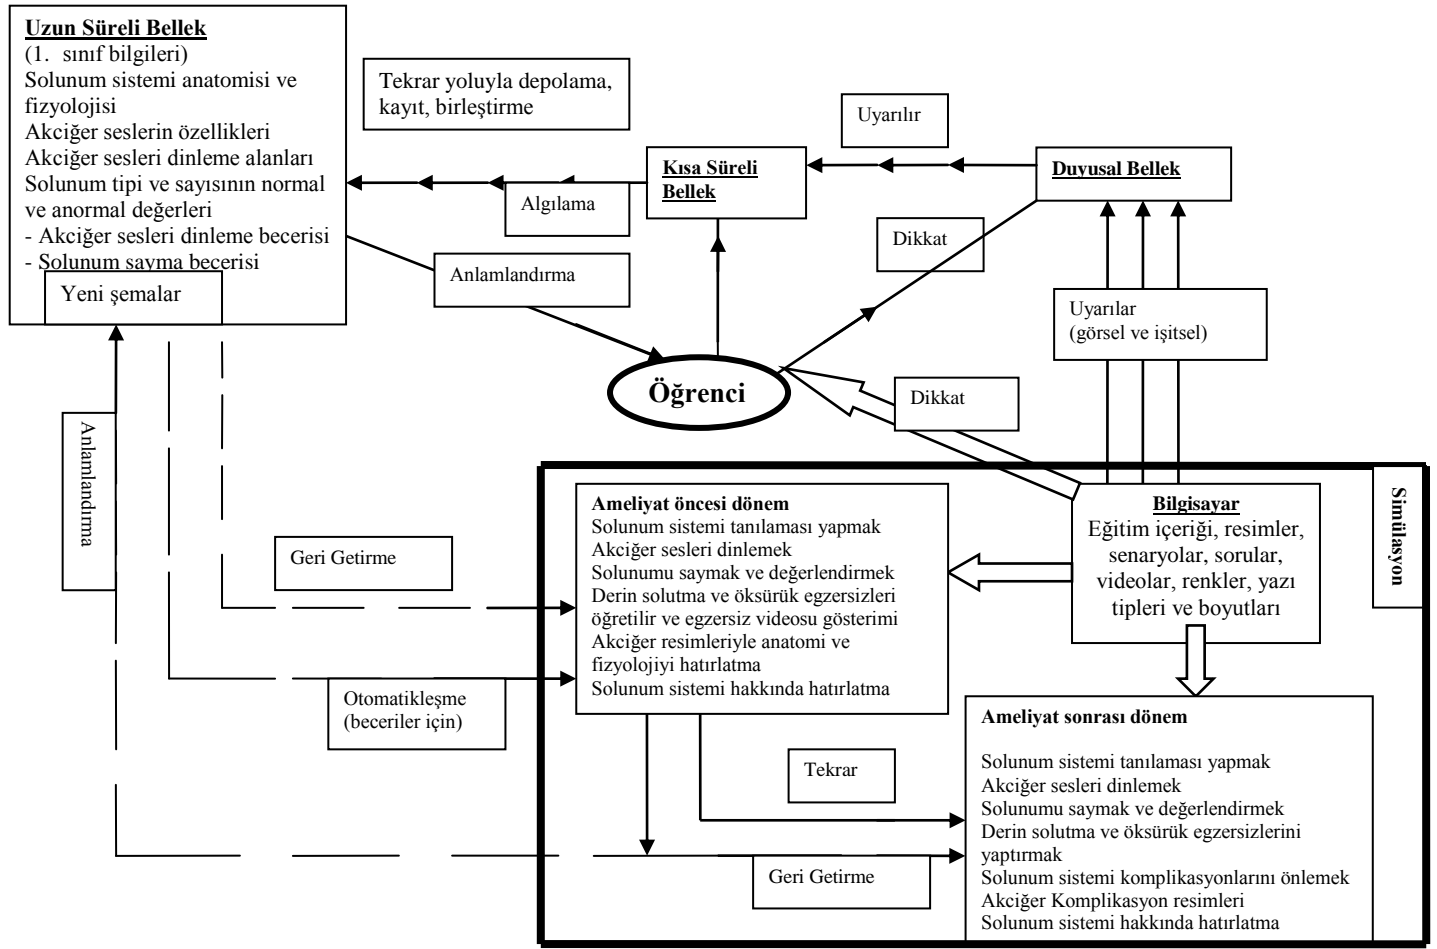 Uzun Süreli Bellek
(1. sınıf bilgileri)
Solunum sistemi anatomisi ve
fizyolojisi
Akciğer seslerin özellikleri
Akciğer sesleri dinleme alanları
Solunum tipi ve sayısının normal
ve anormal değerleri
- Akciğer sesleri dinleme becerisi
- Solunum sayma becerisi
Yeni şemalar
Tekrar yoluyla depolama,
kayıt, birleştirme
Uyarılır
Kısa Süreli
Bellek
Duyusal Bellek
Algılama
Dikkat
Anlamlandırma
Uyarılar
(görsel ve işitsel)
Öğrenci
Dikkat
Anlamlandırma
Geri Getirme
Otomatikleşme
(beceriler için)
Simülasyon
Ameliyat öncesi dönem
Solunum sistemi tanılaması yapmak
Akciğer sesleri dinlemek
Solunumu saymak ve değerlendirmek
Derin solutma ve öksürük egzersizleri
öğretilir ve egzersiz videosu gösterimi
Akciğer resimleriyle anatomi ve
fizyolojiyi hatırlatma
Solunum sistemi hakkında hatırlatma
Bilgisayar
Eğitim içeriği, resimler,
senaryolar, sorular,
videolar, renkler, yazı
tipleri ve boyutları
Tekrar
Geri Getirme
Ameliyat sonrası dönem
Solunum sistemi tanılaması yapmak
Akciğer sesleri dinlemek
Solunumu saymak ve değerlendirmek
Derin solutma ve öksürük egzersizlerini
yaptırmak
Solunum sistemi komplikasyonlarını önlemek
Akciğer Komplikasyon resimleri
Solunum sistemi hakkında hatırlatma